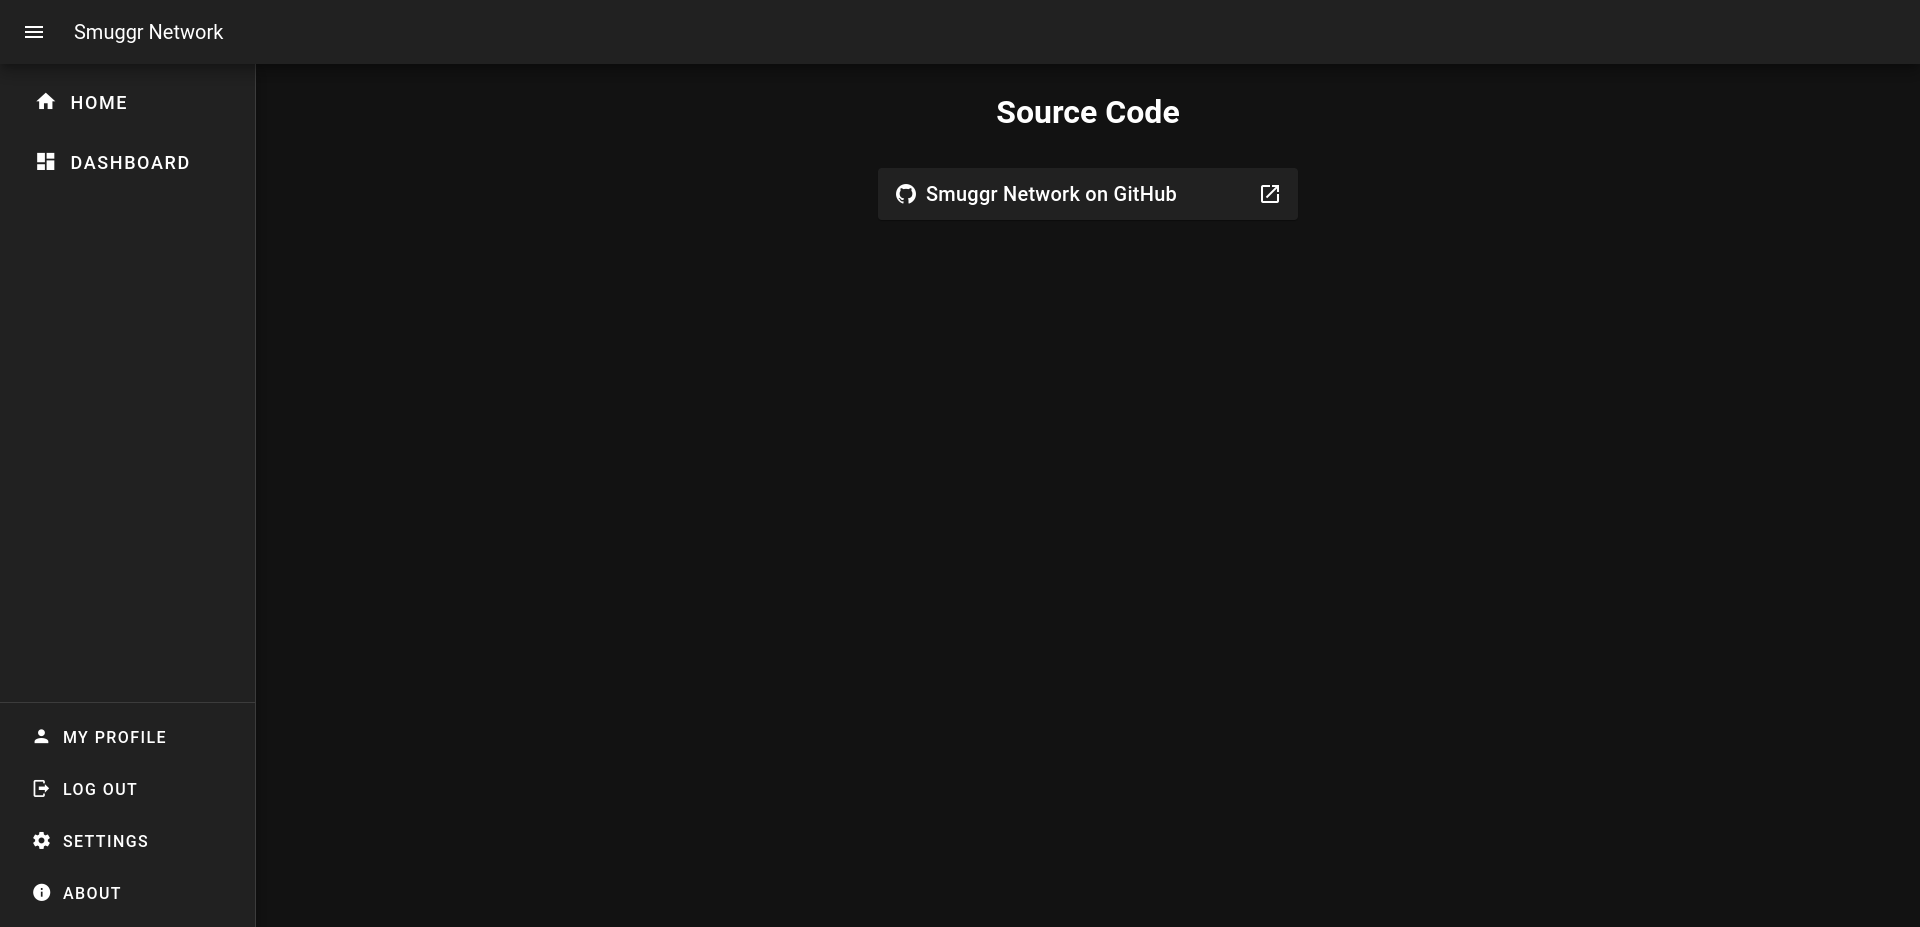 Smuggr Network
HOME
DASHBOARD
Source Code
Smuggr Network on GitHub
MY PROFILE
LOG OUT
SETTINGS
ABOUT